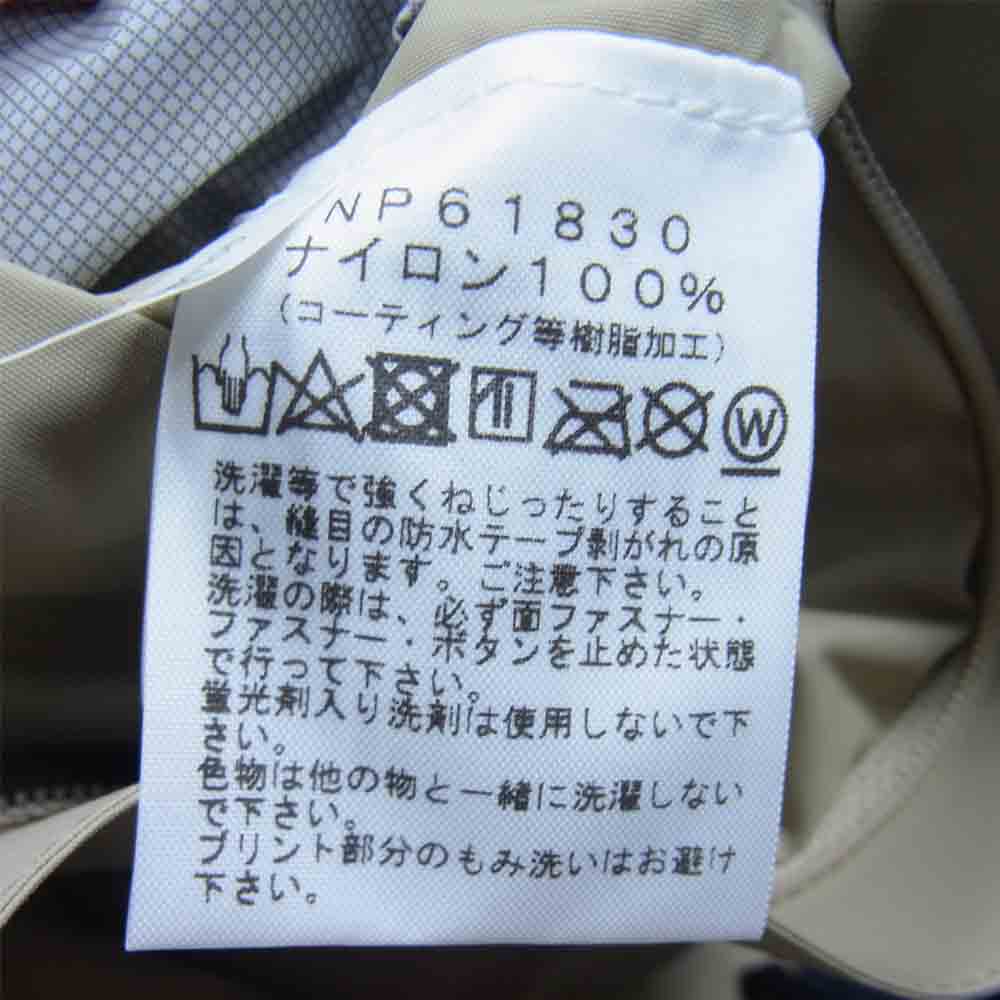 NP61830
ナイロン100%
(コーティング等樹脂加工)
W
洗濯等で強くねじったりすること
は、縫目の防水テープ剥がれの原
因となります。ご注意下さい。
洗濯の際は、必ず面ファスナー・
ファスナー・ボタンを止めた状態
で行って下さい。
蛍光剤入り洗剤は使用しないで下
さい。
色物は他の物と一緒に洗濯しない
で下さい。
プリント部分のもみ洗いはお避け
下さい。